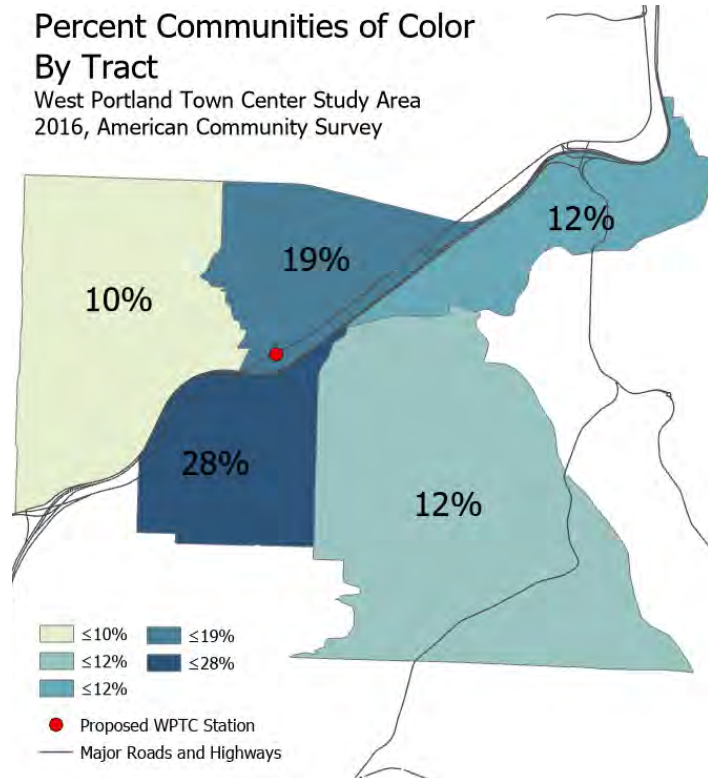 Percent Communities of Color
By Tract
West Portland Town Center Study Area
2016, American Community Survey
12%
19%
10%
28%
12%
≤10%
≤19%
≤12%
≤28%
≤12%
Proposed WPTC Station
Major Roads and Highways